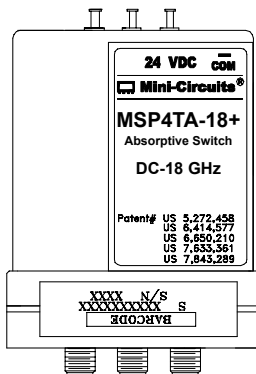 24 VDC COM
Mini-Circuits®
MSP4TA-18+
Absorptive Switch
DC-18 GHz
Patent# US 5,272,458
US 6,414,577
US 6,650,210
US 7,633,361
US 7,843,289
BARCODE
S XXXXXXXXXX
S/N XXXX